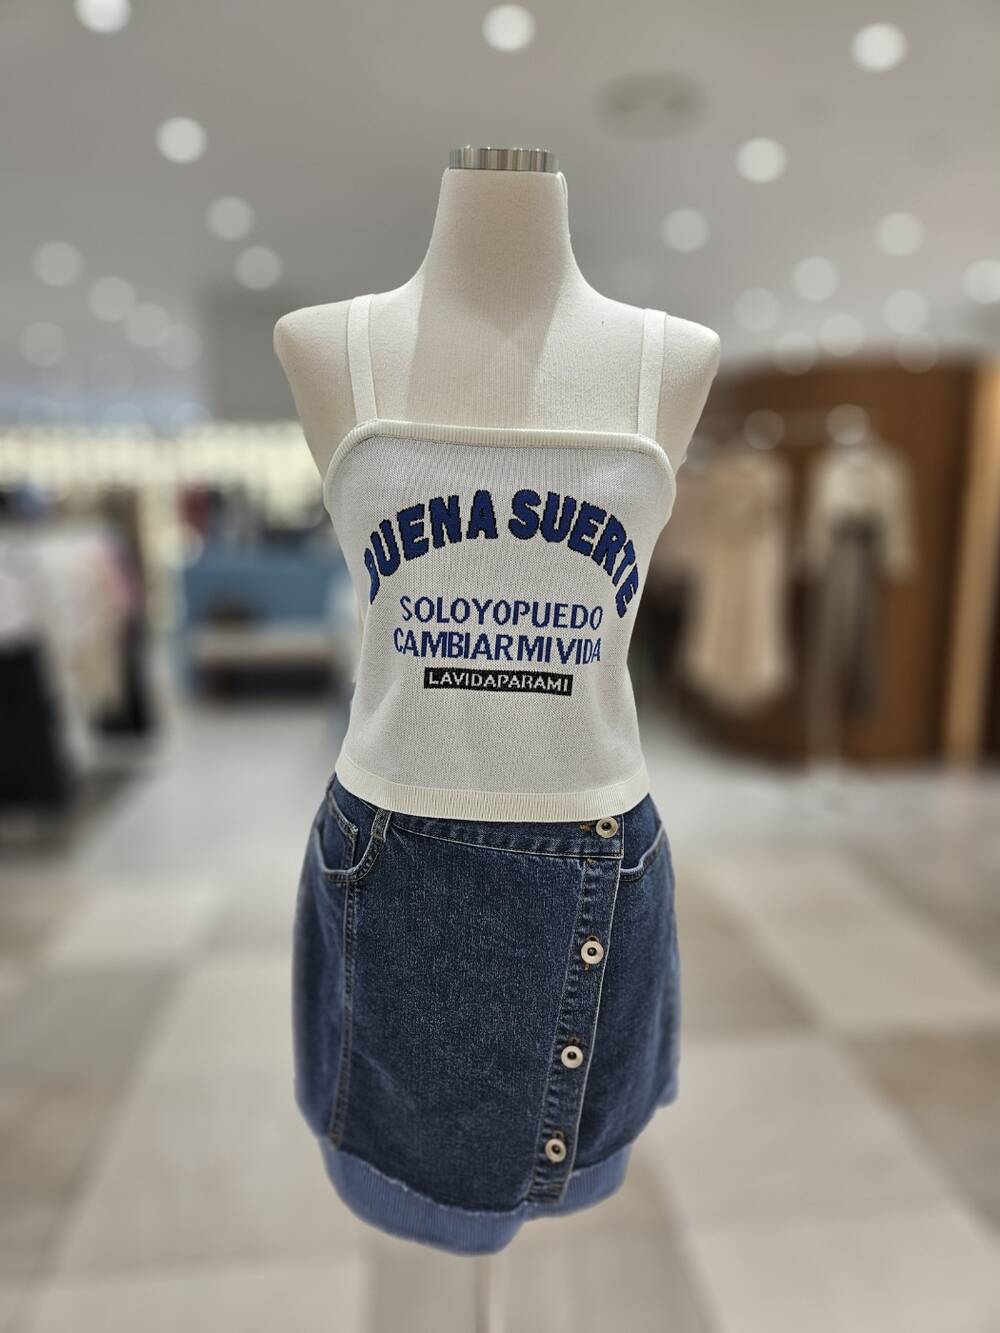 BUENA SUERTE
SOLOYOPUEDO
CAMBIARMIVIDA
LAVIDAPARAMI